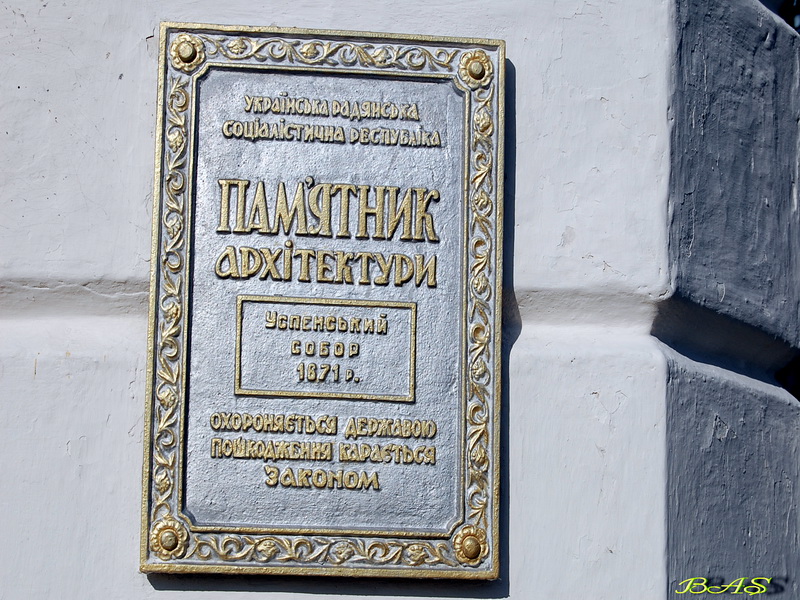 Українська Радянська
Соціалістична Республіка
Пам'ятник
архітектури
Успенський
собор
1871 р.
Охороняється державою
Пошкодження карається
законом
BAS